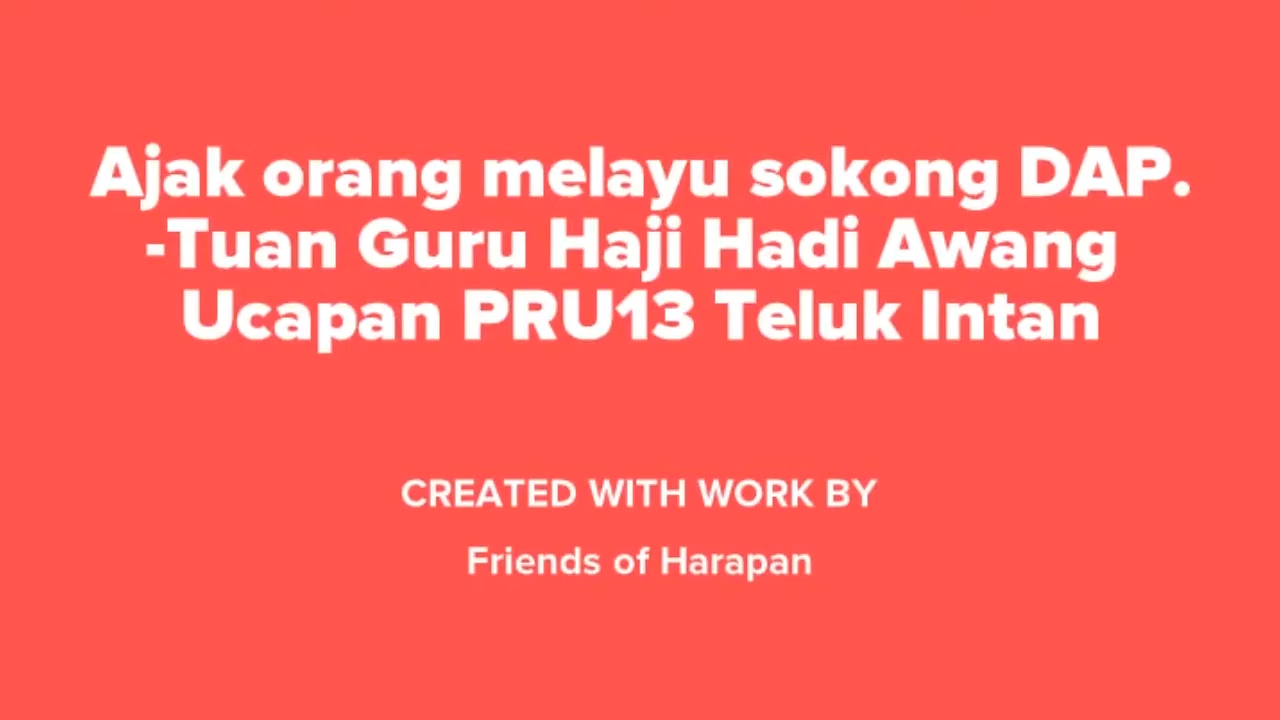 Ajak orang melayu sokong DAP.
-Tuan Guru Haji Hadi Awang
Ucapan PRU13 Teluk Intan
CREATED WITH WORK BY
Friends of Harapan